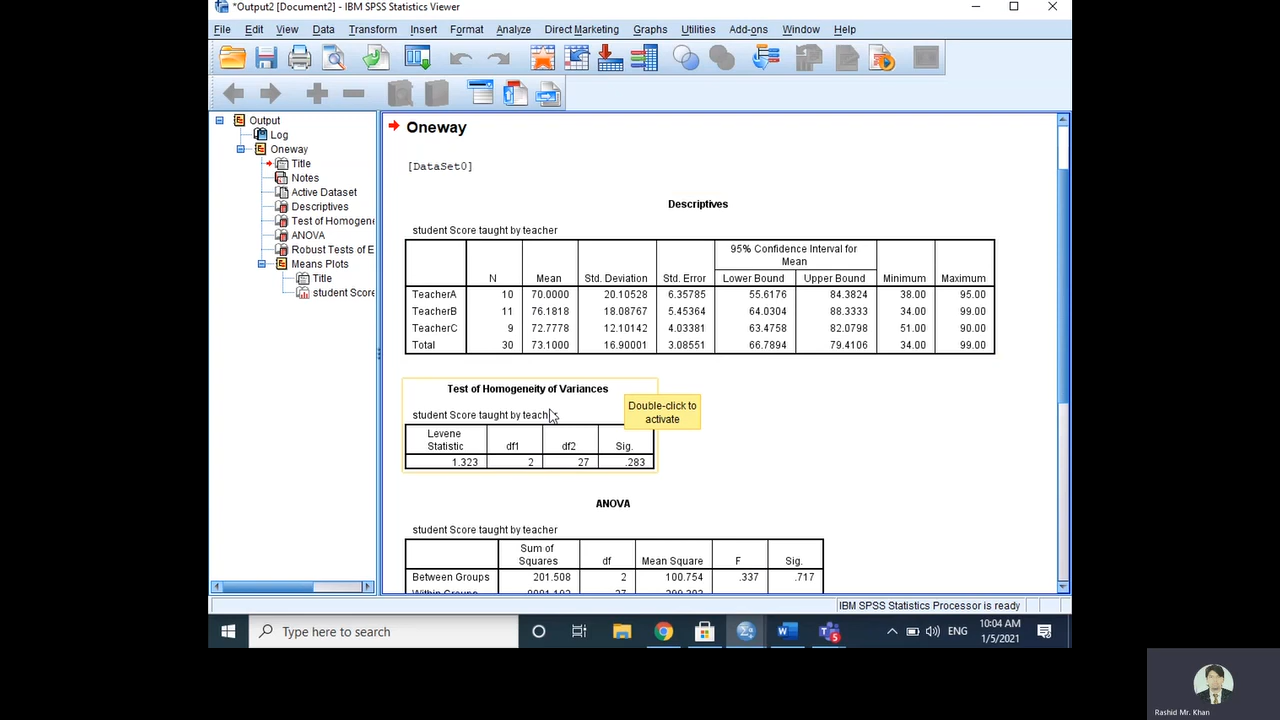 *Output2 [Document2] - IBM SPSS Statistics Viewer
File Edit View Data Transform Insert Format Analyze Direct Marketing Graphs Utilities Add-ons Window Help
Output
Log
Oneway
Title
Notes
Active Dataset
Descriptives
Test of Homogene
ANOVA
Robust Tests of E
Means Plots
Title
student Score
Oneway
[DataSet0]
Descriptives
student Score taught by teacher
95% Confidence Interval for Mean
N Mean Std. Deviation Std. Error Lower Bound Upper Bound Minimum Maximum
TeacherA 10 70.0000 20.10528 6.35785 55.6176 84.3824 38.00 95.00
TeacherB 11 76.1818 18.08767 5.45364 64.0304 88.3333 34.00 99.00
TeacherC 9 72.7778 12.10142 4.03381 63.4758 82.0798 51.00 90.00
Total 30 73.1000 16.90001 3.08551 66.7894 79.4106 34.00 99.00
Test of Homogeneity of Variances
student Score taught by teacher
Double-click to
activate
Levene
Statistic df1 df2 Sig.
1.323 2 27 .283
ANOVA
student Score taught by teacher
Sum of
Squares df Mean Square F Sig.
Between Groups 201.508 2 100.754 .337 .717
IBM SPSS Statistics Processor is ready
Type here to search
ENG
10:04 AM
1/5/2021
Rashid Mr. Khan